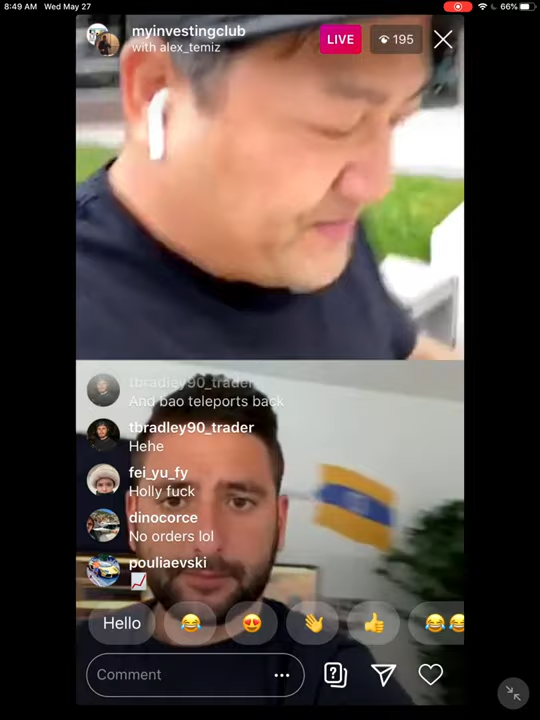 8:49 AM Wed May 27
66%
myinvestingclub
with alex_temiz
LIVE
195
tbradley90_trader
And bao teleports back
tbradley90_trader
Hehe
fei_yu_fy
Holly fuck
dinocorce
No orders lol
pouliaevski
Hello
Comment